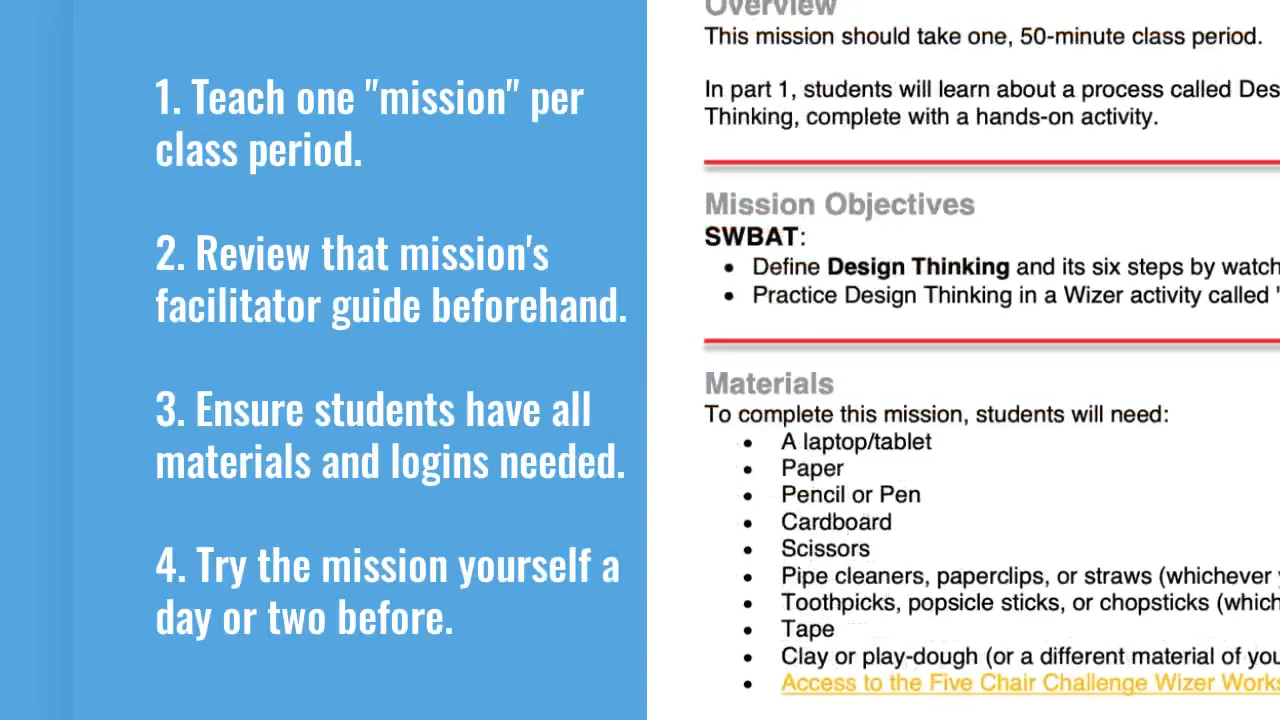 1. Teach one "mission" per
class period.
2. Review that mission's
facilitator guide beforehand.
3. Ensure students have all
materials and logins needed.
4. Try the mission yourself a
day or two before.
Overview
This mission should take one, 50-minute class period.
In part 1, students will learn about a process called Des
Thinking, complete with a hands-on activity.
Mission Objectives
SWBAT:
• Define Design Thinking and its six steps by watch
• Practice Design Thinking in a Wizer activity called "
Materials
To complete this mission, students will need:
• A laptop/tablet
• Paper
• Pencil or Pen
• Cardboard
• Scissors
• Pipe cleaners, paperclips, or straws (whichever
• Toothpicks, popsicle sticks, or chopsticks (which
• Tape
• Clay or play-dough (or a different material of you
• Access to the Five Chair Challenge Wizer Works